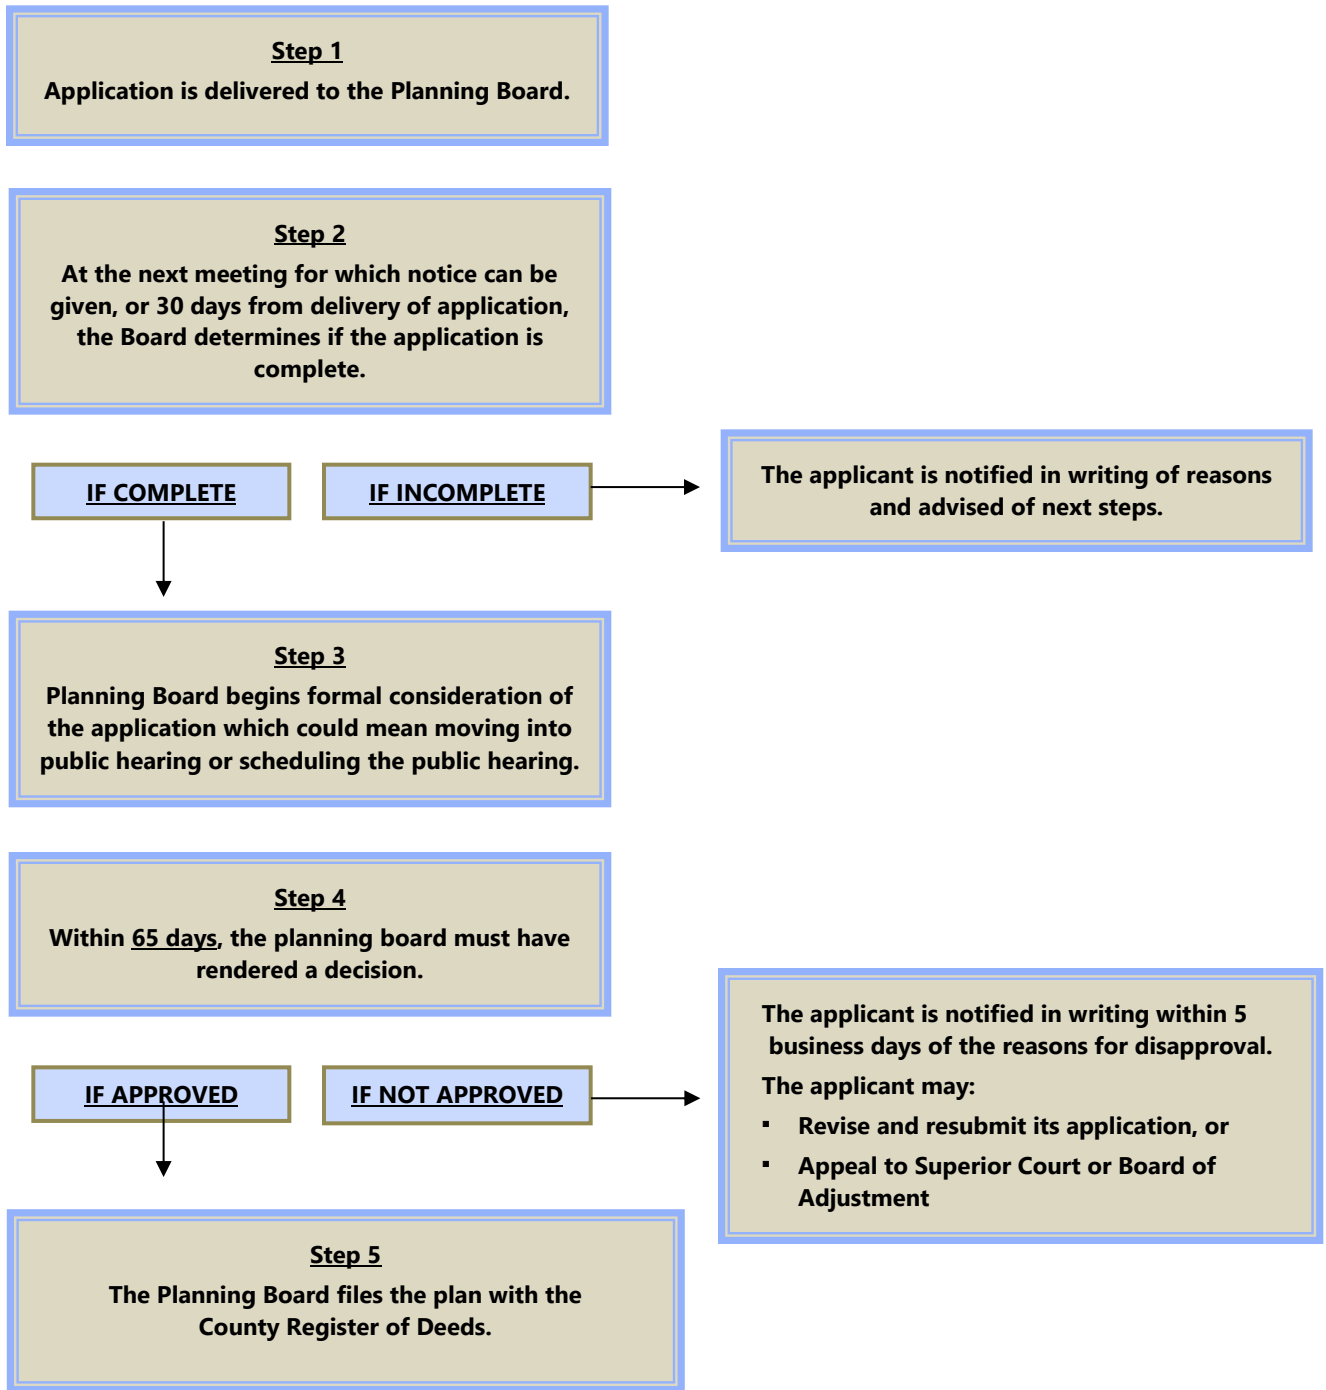 Step 1
Application is delivered to the Planning Board.
Step 2
At the next meeting for which notice can be
given, or 30 days from delivery of application,
the Board determines if the application is
complete.
IF COMPLETE
IF INCOMPLETE
The applicant is notified in writing of reasons
and advised of next steps.
Step 3
Planning Board begins formal consideration of
the application which could mean moving into
public hearing or scheduling the public hearing.
Step 4
Within 65 days, the planning board must have
rendered a decision.
IF APPROVED
IF NOT APPROVED
The applicant is notified in writing within 5
business days of the reasons for disapproval.
The applicant may:
▪ Revise and resubmit its application, or
▪ Appeal to Superior Court or Board of
Adjustment
Step 5
The Planning Board files the plan with the
County Register of Deeds.